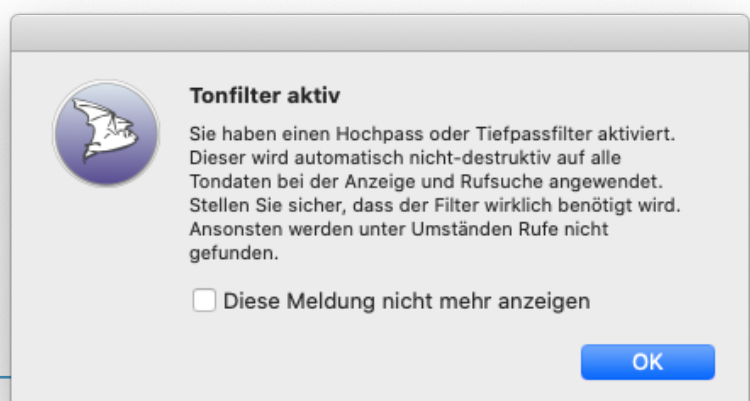 Tonfilter aktiv
Sie haben einen Hochpass oder Tiefpassfilter aktiviert.
Dieser wird automatisch nicht-destruktiv auf alle
Tondaten bei der Anzeige und Rufsuche angewendet.
Stellen Sie sicher, dass der Filter wirklich benötigt wird.
Ansonsten werden unter Umständen Rufe nicht
gefunden.
Diese Meldung nicht mehr anzeigen
OK